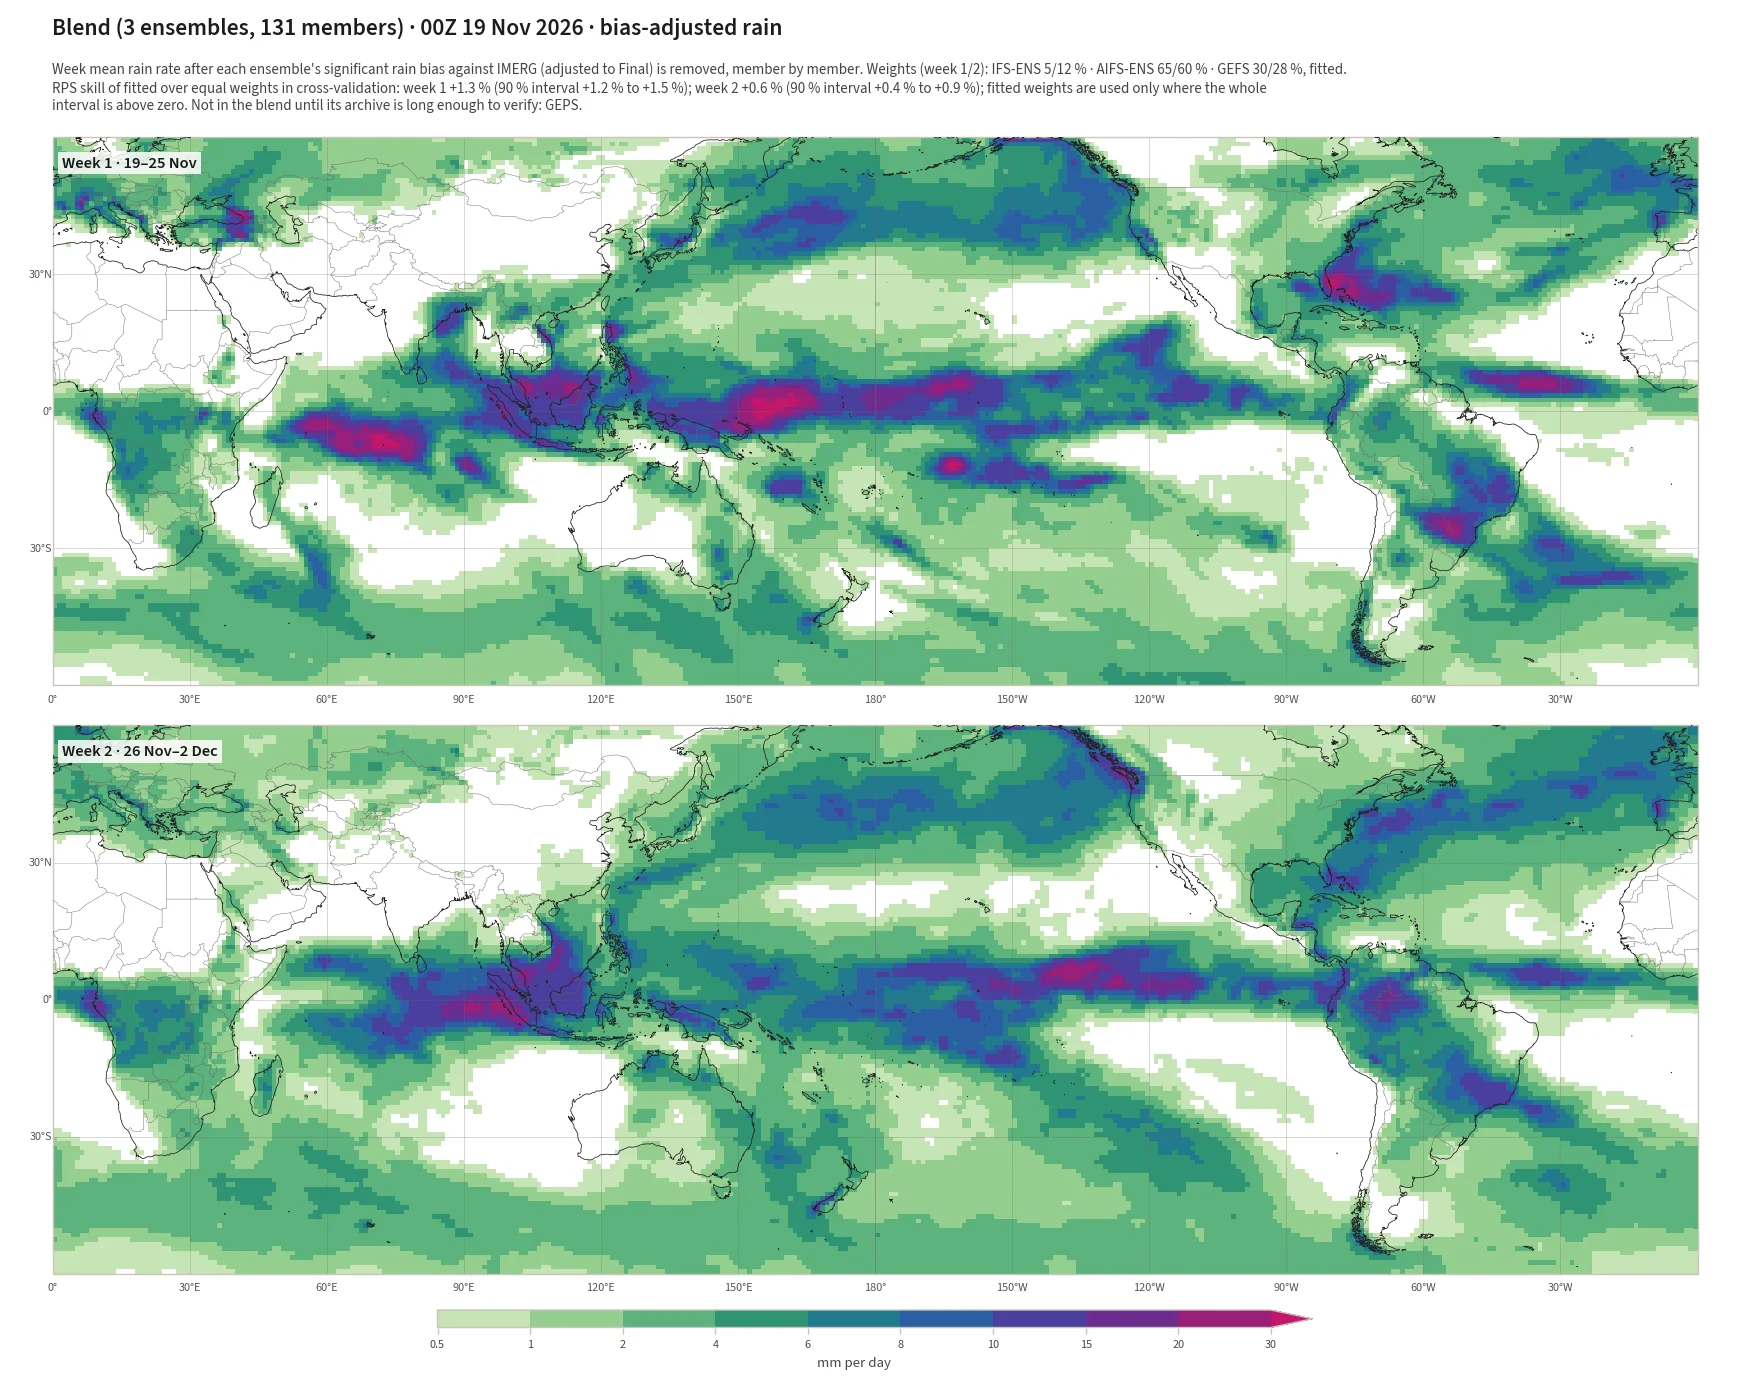 Blend (3 ensembles, 131 members) · 00Z 19 Nov 2026 · bias-adjusted rain
Week mean rain rate after each ensemble's significant rain bias against IMERG (adjusted to Final) is removed, member by member. Weights (week 1/2): IFS-ENS 5/12 % · AIFS-ENS 65/60 % · GEFS 30/28 %, fitted.
RPS skill of fitted over equal weights in cross-validation: week 1 +1.3 % (90 % interval +1.2 % to +1.5 %); week 2 +0.6 % (90 % interval +0.4 % to +0.9 %); fitted weights are used only where the whole
interval is above zero. Not in the blend until its archive is long enough to verify: GEPS.
Week 1 · 19–25 Nov
30°N
0°
30°S
0° 30°E 60°E 90°E 120°E 150°E 180° 150°W 120°W 90°W 60°W 30°W
Week 2 · 26 Nov–2 Dec
30°N
0°
30°S
0° 30°E 60°E 90°E 120°E 150°E 180° 150°W 120°W 90°W 60°W 30°W
0.5 1 2 4 6 8 10 15 20 30
mm per day